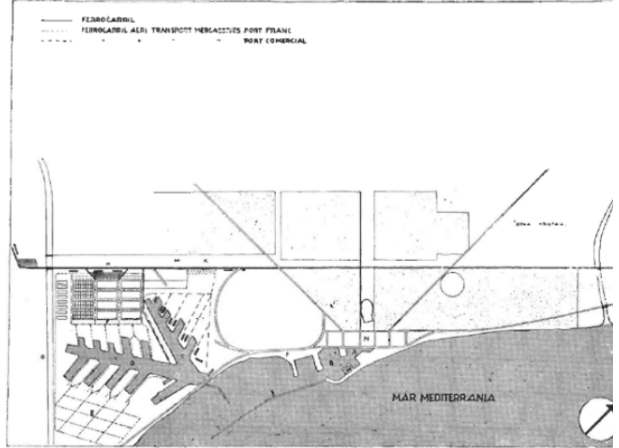 FERROCARRIL
FERROCARRIL AERI TRANSPORT MERCADERIES PORT FRANC
" " " " PORT COMERCIAL
MAR MEDITERRANIA